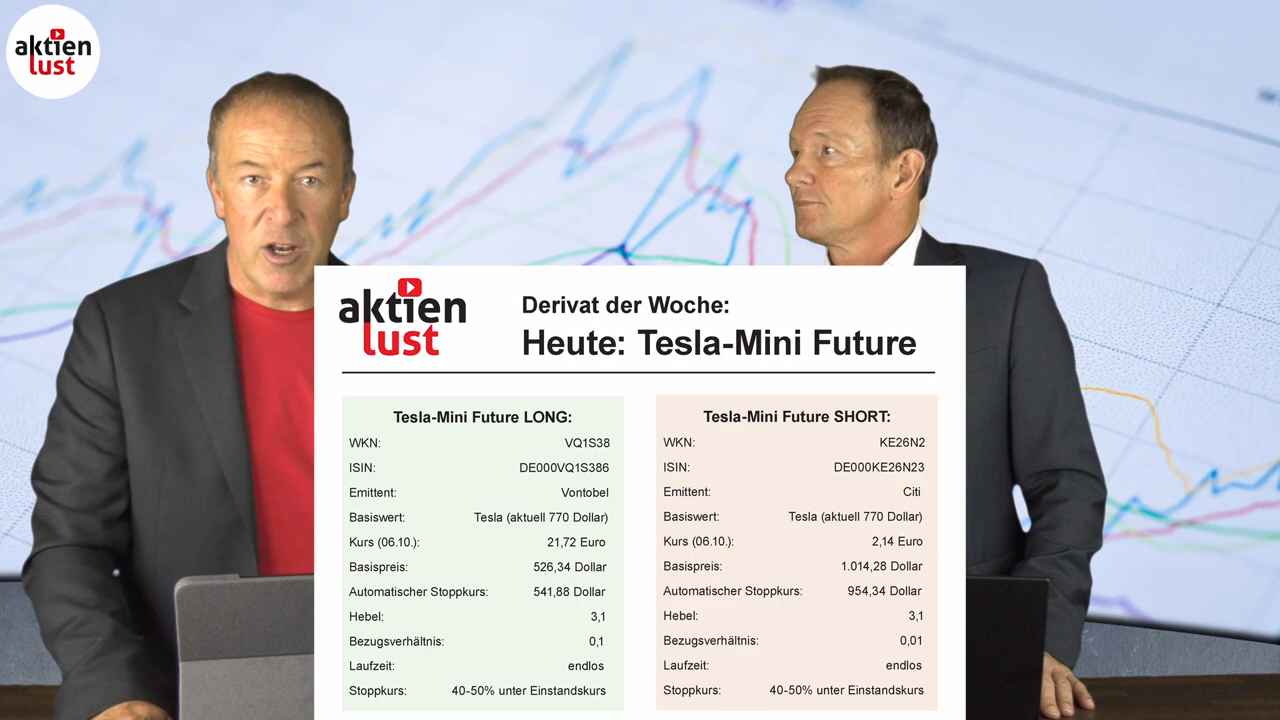 aktien
lust
aktien
lust
Derivat der Woche:
Heute: Tesla-Mini Future
Tesla-Mini Future LONG:
WKN: VQ1S38
ISIN: DE000VQ1S386
Emittent: Vontobel
Basiswert: Tesla (aktuell 770 Dollar)
Kurs (06.10.): 21,72 Euro
Basispreis: 526,34 Dollar
Automatischer Stoppkurs: 541,88 Dollar
Hebel: 3,1
Bezugsverhältnis: 0,1
Laufzeit: endlos
Stoppkurs: 40-50% unter Einstandskurs
Tesla-Mini Future SHORT:
WKN: KE26N2
ISIN: DE000KE26N23
Emittent: Citi
Basiswert: Tesla (aktuell 770 Dollar)
Kurs (06.10.): 2,14 Euro
Basispreis: 1.014,28 Dollar
Automatischer Stoppkurs: 954,34 Dollar
Hebel: 3,1
Bezugsverhältnis: 0,01
Laufzeit: endlos
Stoppkurs: 40-50% unter Einstandskurs